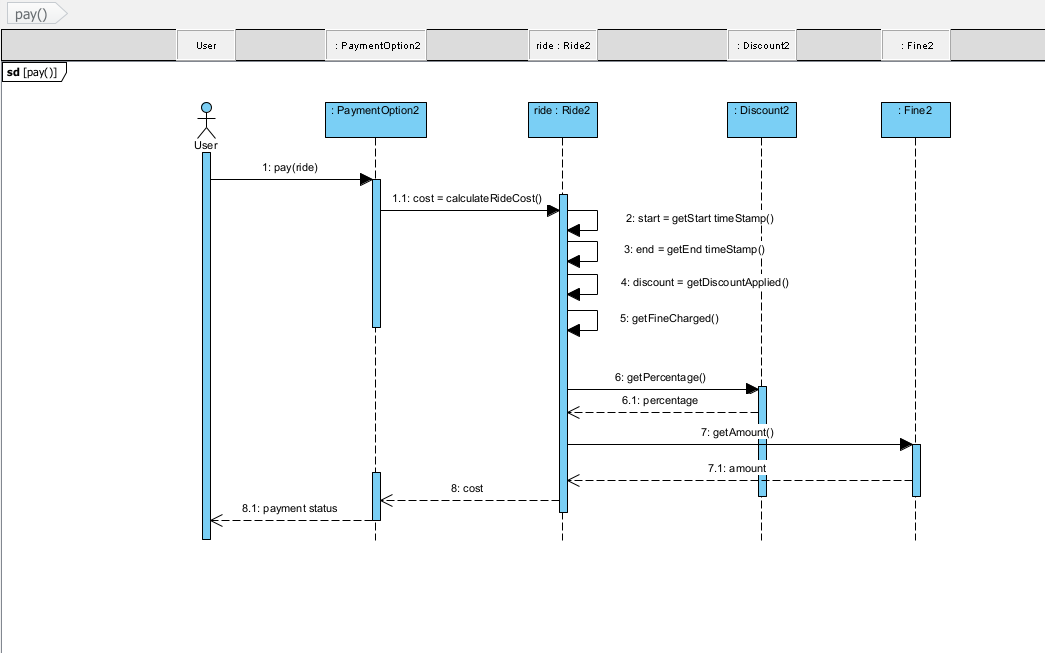 pay()
User
: PaymentOption2
ride : Ride2
: Discount2
: Fine2
sd [pay()]
: PaymentOption2
ride : Ride2
: Discount2
: Fine2
User
1: pay(ride)
1.1: cost = calculateRideCost()
2: start = getStart timeStamp()
3: end = getEnd timeStamp()
4: discount = getDiscountApplied()
5: getFineCharged()
6: getPercentage()
6.1: percentage
7: getAmount()
7.1: amount
8: cost
8.1: payment status